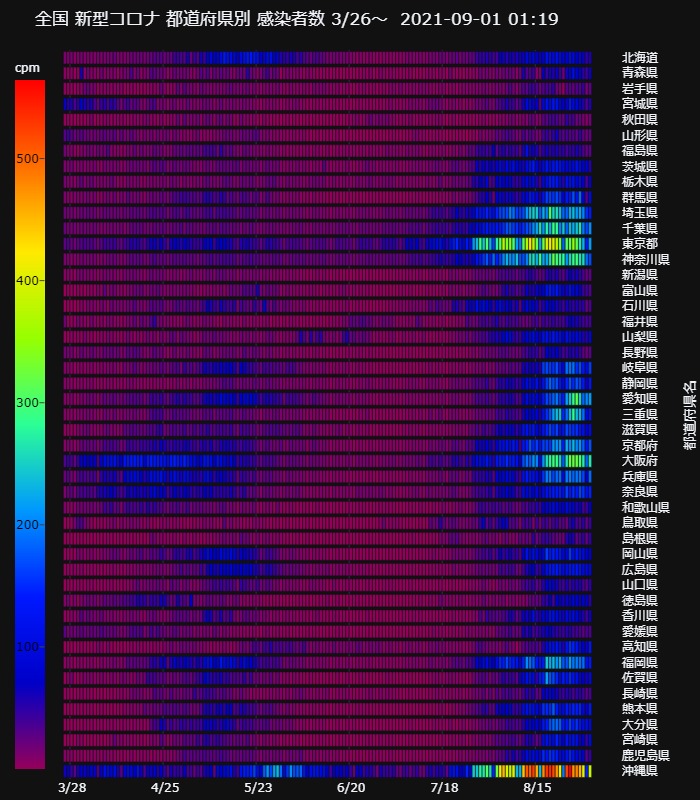 全国 新型コロナ 都道府県別 感染者数 3/26～ 2021-09-01 01:19
cpm
500
400
300
200
100
北海道
青森県
岩手県
宮城県
秋田県
山形県
福島県
茨城県
栃木県
群馬県
埼玉県
千葉県
東京都
神奈川県
新潟県
富山県
石川県
福井県
山梨県
長野県
岐阜県
静岡県
愛知県
三重県
滋賀県
京都府
大阪府
兵庫県
奈良県
和歌山県
鳥取県
島根県
岡山県
広島県
山口県
徳島県
香川県
愛媛県
高知県
福岡県
佐賀県
長崎県
熊本県
大分県
宮崎県
鹿児島県
沖縄県
都道府県名
3/28 4/25 5/23 6/20 7/18 8/15